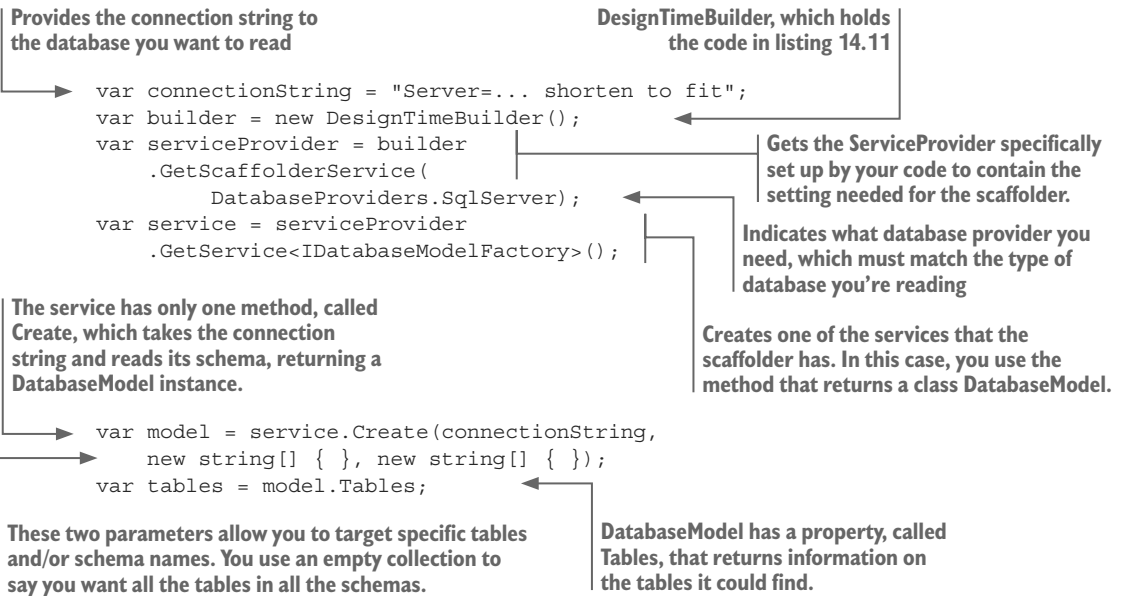 Provides the connection string to
the database you want to read
DesignTimeBuilder, which holds
the code in listing 14.11
var connectionString = "Server=... shorten to fit";
var builder = new DesignTimeBuilder();
var serviceProvider = builder
.GetScaffolderService(
DatabaseProviders.SqlServer);
var service = serviceProvider
.GetService<IDatabaseModelFactory>();
Gets the ServiceProvider specifically
set up by your code to contain the
setting needed for the scaffolder.
Indicates what database provider you
need, which must match the type of
database you're reading
The service has only one method, called
Create, which takes the connection
string and reads its schema, returning a
DatabaseModel instance.
Creates one of the services that the
scaffolder has. In this case, you use the
method that returns a class DatabaseModel.
var model = service.Create(connectionString,
new string[] { }, new string[] { });
var tables = model.Tables;
These two parameters allow you to target specific tables
and/or schema names. You use an empty collection to
say you want all the tables in all the schemas.
DatabaseModel has a property, called
Tables, that returns information on
the tables it could find.